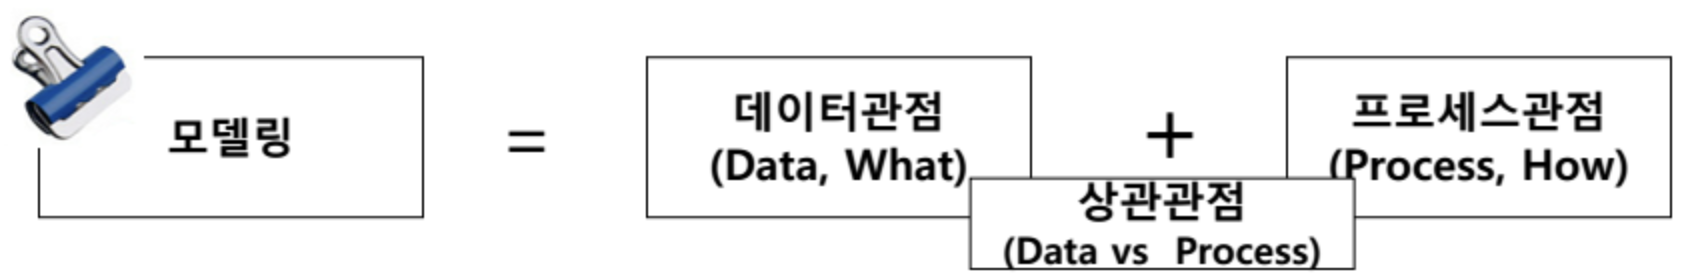 모델링
=
데이터관점
(Data, What)
+
프로세스관점
(Process, How)
상관관점
(Data vs Process)